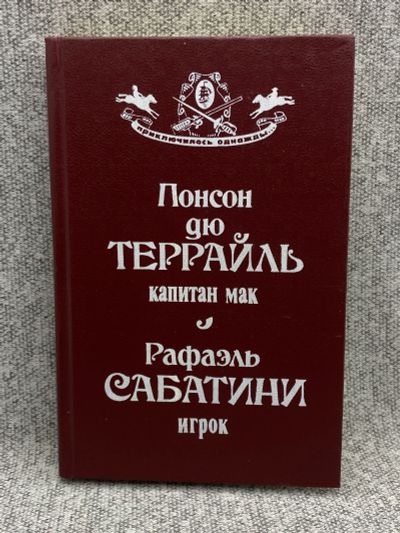 приключилось однажды...
Понсон
дю
ТЕРРАЙЛЬ
капитан мак
Рафаэль
САБАТИНИ
игрок